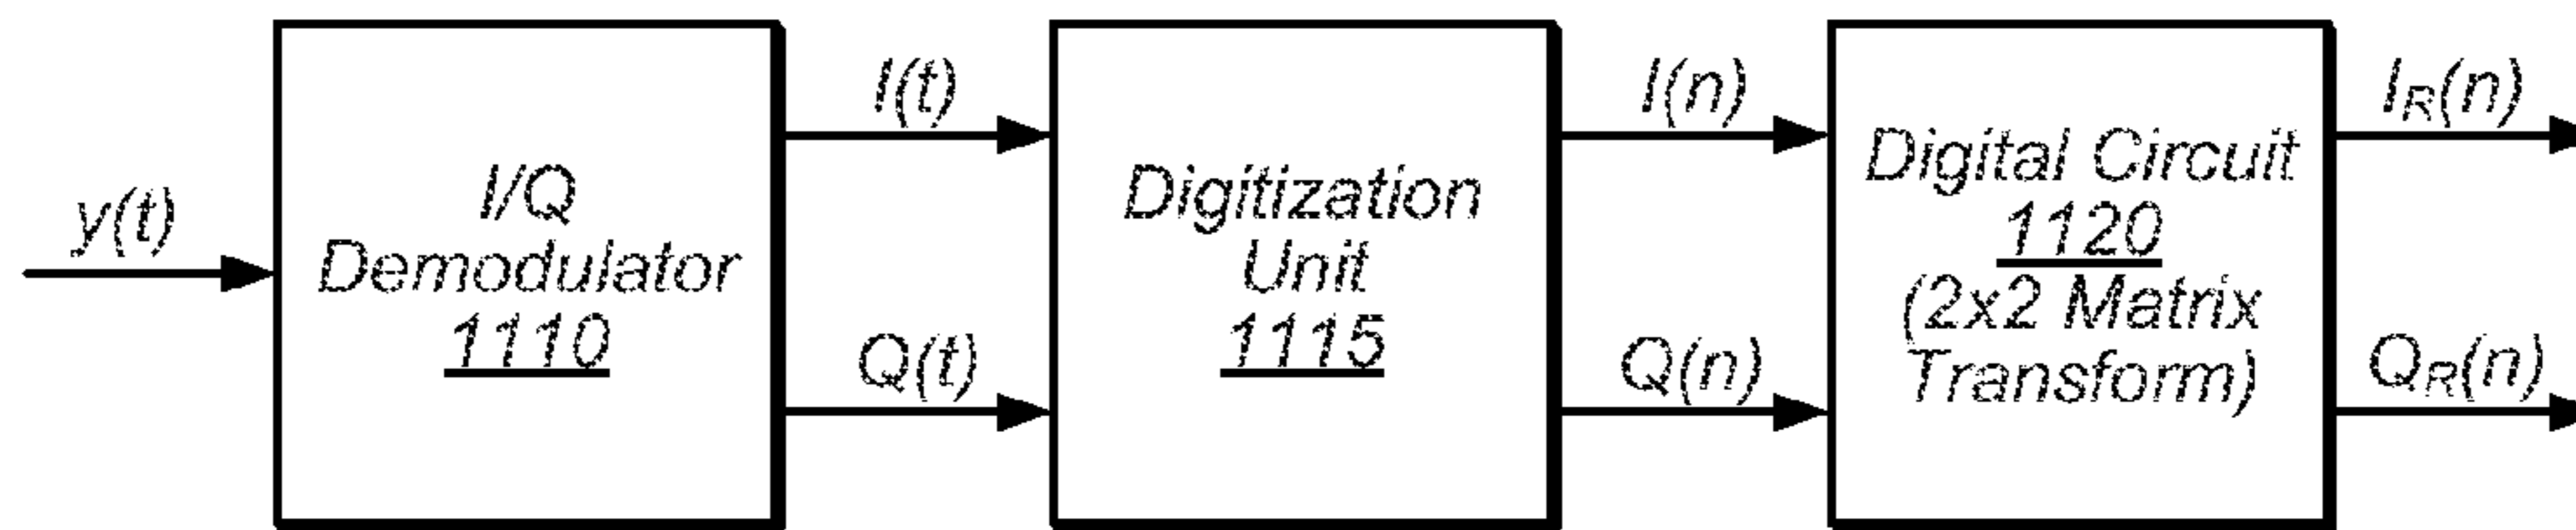 y(t)
I/Q
Demodulator
1110
I(t)
Q(t)
Digitization
Unit
1115
I(n)
Q(n)
Digital Circuit
1120
(2x2 Matrix
Transform)
I_R(n)
Q_R(n)